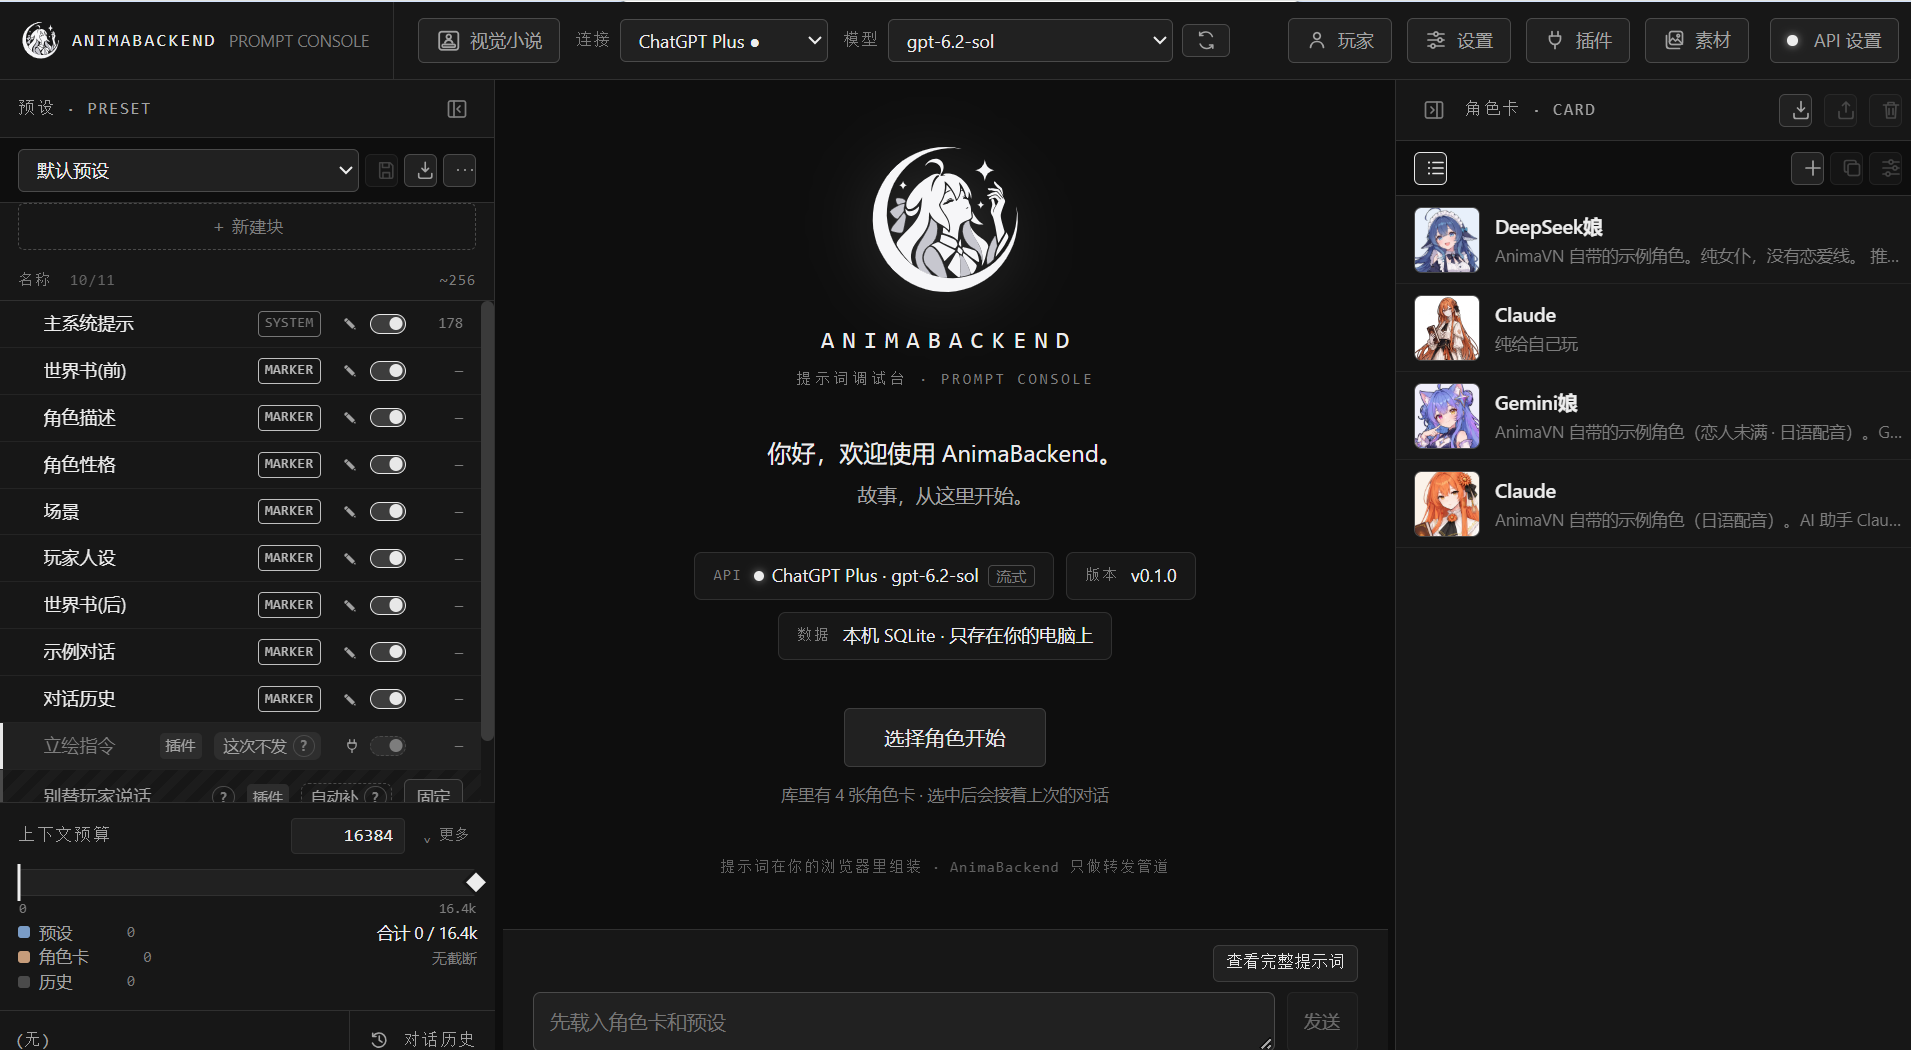 ANIMABACKEND PROMPT CONSOLE
视觉小说
连接
ChatGPT Plus ●
模型
gpt-6.2-sol
玩家
设置
插件
素材
API 设置
预设 · PRESET
默认预设
+ 新建块
名称 10/11 ~256
主系统提示 SYSTEM 178
世界书(前) MARKER –
角色描述 MARKER –
角色性格 MARKER –
场景 MARKER –
玩家人设 MARKER –
世界书(后) MARKER –
示例对话 MARKER –
对话历史 MARKER –
立绘指令 插件 这次不发 ? –
别替玩家说话 ? 插件 自动补 ? 固定
上下文预算 16384 更多
0 16.4k
预设 0
角色卡 0
历史 0
合计 0 / 16.4k
无截断
(无)
对话历史
ANIMABACKEND
提示词调试台 · PROMPT CONSOLE
你好，欢迎使用 AnimaBackend。
故事，从这里开始。
API ● ChatGPT Plus · gpt-6.2-sol 流式
版本 v0.1.0
数据 本机 SQLite · 只存在你的电脑上
选择角色开始
库里有 4 张角色卡 · 选中后会接着上次的对话
提示词在你的浏览器里组装 · AnimaBackend 只做转发管道
查看完整提示词
先载入角色卡和预设
发送
角色卡 · CARD
DeepSeek娘
AnimaVN 自带的示例角色。纯女仆，没有恋爱线。 推...
Claude
纯给自己玩
Gemini娘
AnimaVN 自带的示例角色（恋人未满 · 日语配音）。G...
Claude
AnimaVN 自带的示例角色（日语配音）。AI 助手 Clau...